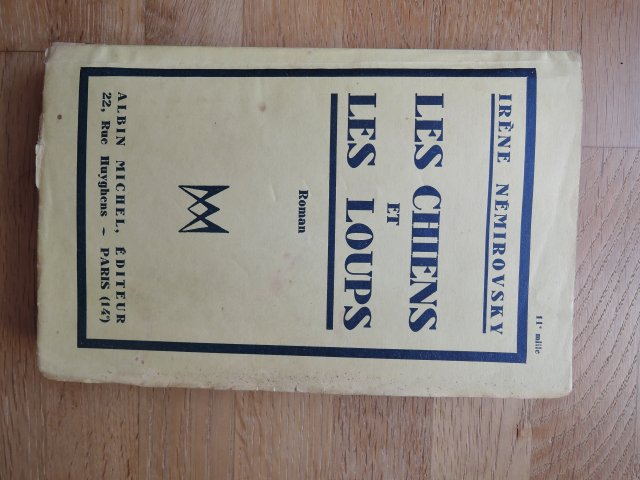 11e mille
IRÈNE NÉMIROVSKY
LES CHIENS
ET
LES LOUPS
Roman
ALBIN MICHEL, ÉDITEUR
22, Rue Huyghens - PARIS (14e)